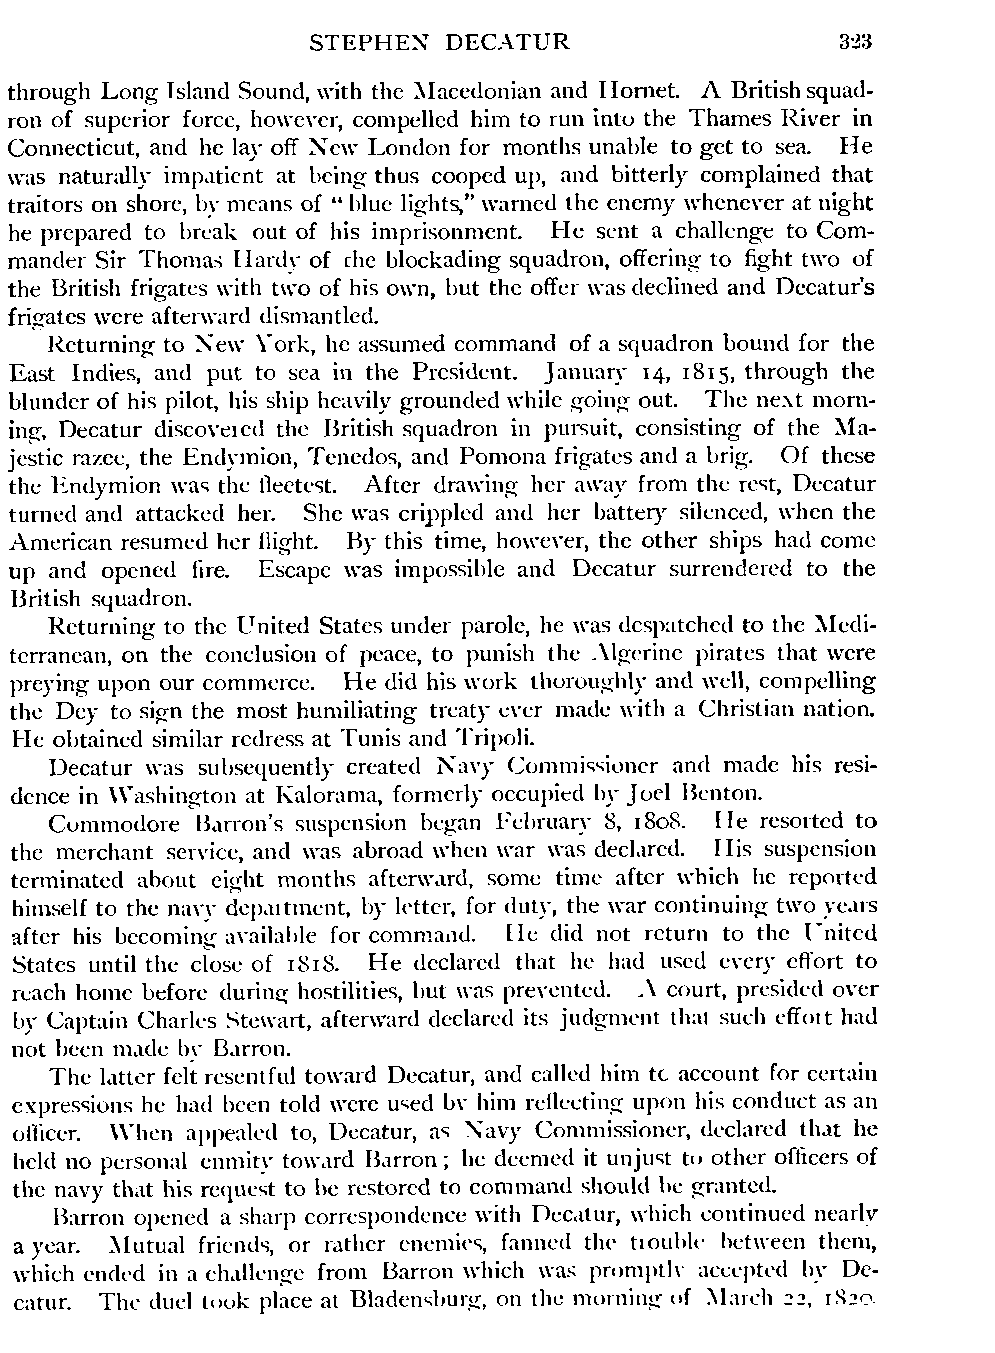 STEPHEN DECATUR 323
through Long Island Sound, with the Macedonian and Hornet. A British squad-
ron of superior force, however, compelled him to run into the Thames River in
Connecticut, and he lay off New London for months unable to get to sea. He
was naturally impatient at being thus cooped up, and bitterly complained that
traitors on shore, by means of “blue lights,” warned the enemy whenever at night
he prepared to break out of his imprisonment. He sent a challenge to Com-
mander Sir Thomas Hardy of the blockading squadron, offering to fight two of
the British frigates with two of his own, but the offer was declined and Decatur's
frigates were afterward dismantled.
Returning to New York, he assumed command of a squadron bound for the
East Indies, and put to sea in the President. January 14, 1815, through the
blunder of his pilot, his ship heavily grounded while going out. The next morn-
ing, Decatur discovered the British squadron in pursuit, consisting of the Ma-
jestic razee, the Endymion, Tenedos, and Pomona frigates and a brig. Of these
the Endymion was the fleetest. After drawing her away from the rest, Decatur
turned and attacked her. She was crippled and her battery silenced, when the
American resumed her flight. By this time, however, the other ships had come
up and opened fire. Escape was impossible and Decatur surrendered to the
British squadron.
Returning to the United States under parole, he was despatched to the Medi-
terranean, on the conclusion of peace, to punish the Algerine pirates that were
preying upon our commerce. He did his work thoroughly and well, compelling
the Dey to sign the most humiliating treaty ever made with a Christian nation.
He obtained similar redress at Tunis and Tripoli.
Decatur was subsequently created Navy Commissioner and made his resi-
dence in Washington at Kalorama, formerly occupied by Joel Benton.
Commodore Barron's suspension began February 8, 1808. He resorted to
the merchant service, and was abroad when war was declared. His suspension
terminated about eight months afterward, some time after which he reported
himself to the navy department, by letter, for duty, the war continuing two years
after his becoming available for command. He did not return to the United
States until the close of 1818. He declared that he had used every effort to
reach home before during hostilities, but was prevented. A court, presided over
by Captain Charles Stewart, afterward declared its judgment that such effort had
not been made by Barron.
The latter felt resentful toward Decatur, and called him to account for certain
expressions he had been told were used by him reflecting upon his conduct as an
officer. When appealed to, Decatur, as Navy Commissioner, declared that he
held no personal enmity toward Barron; he deemed it unjust to other officers of
the navy that his request to be restored to command should be granted.
Barron opened a sharp correspondence with Decatur, which continued nearly
a year. Mutual friends, or rather enemies, fanned the trouble between them,
which ended in a challenge from Barron which was promptly accepted by De-
catur. The duel took place at Bladensburg, on the morning of March 22, 1820.